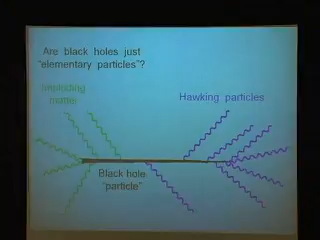 Are black holes just
"elementary particles"?
Imploding
matter
Hawking particles
Black hole
"particle"